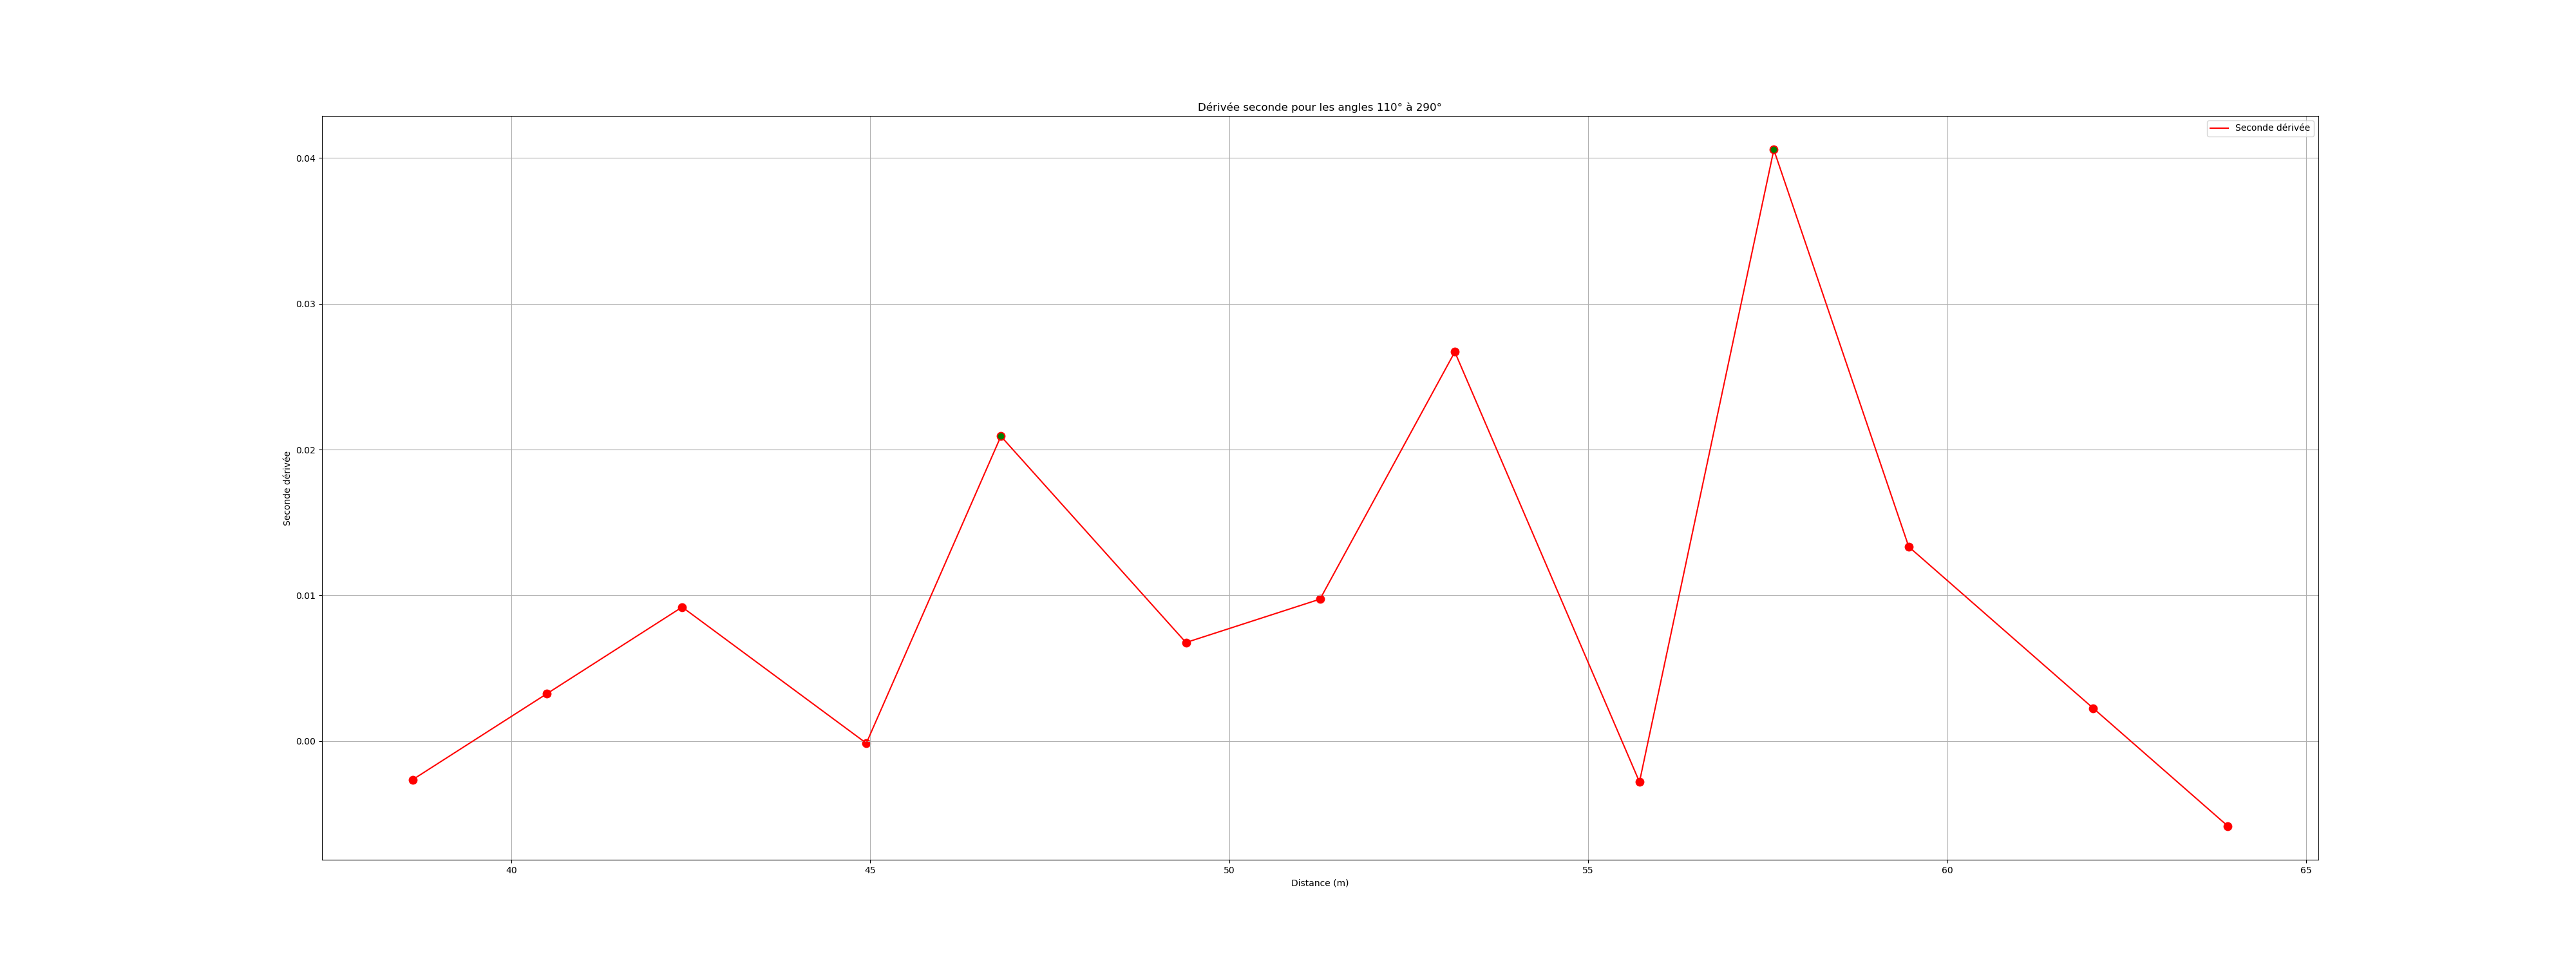 Dérivée seconde pour les angles 110° à 290°
Seconde dérivée
0.04
0.03
0.02
0.01
0.00
Seconde dérivée
40 45 50 55 60 65
Distance (m)